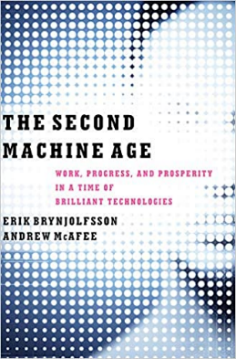 THE SECOND
MACHINE AGE
WORK, PROGRESS, AND PROSPERITY
IN A TIME OF
BRILLIANT TECHNOLOGIES
ERIK BRYNJOLFSSON
ANDREW McAFEE